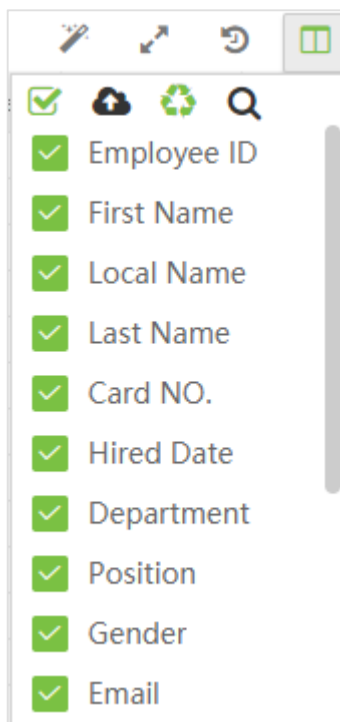 Employee ID
First Name
Local Name
Last Name
Card NO.
Hired Date
Department
Position
Gender
Email